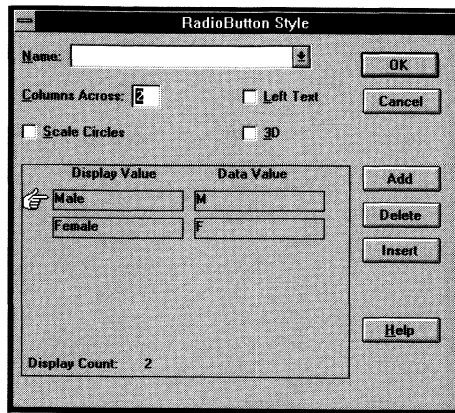 RadioButton Style
Name:
OK
Columns Across: 2
Left Text
Cancel
Scale Circles
3D
Display Value Data Value
Add
Male M
Delete
Female F
Insert
Help
Display Count: 2